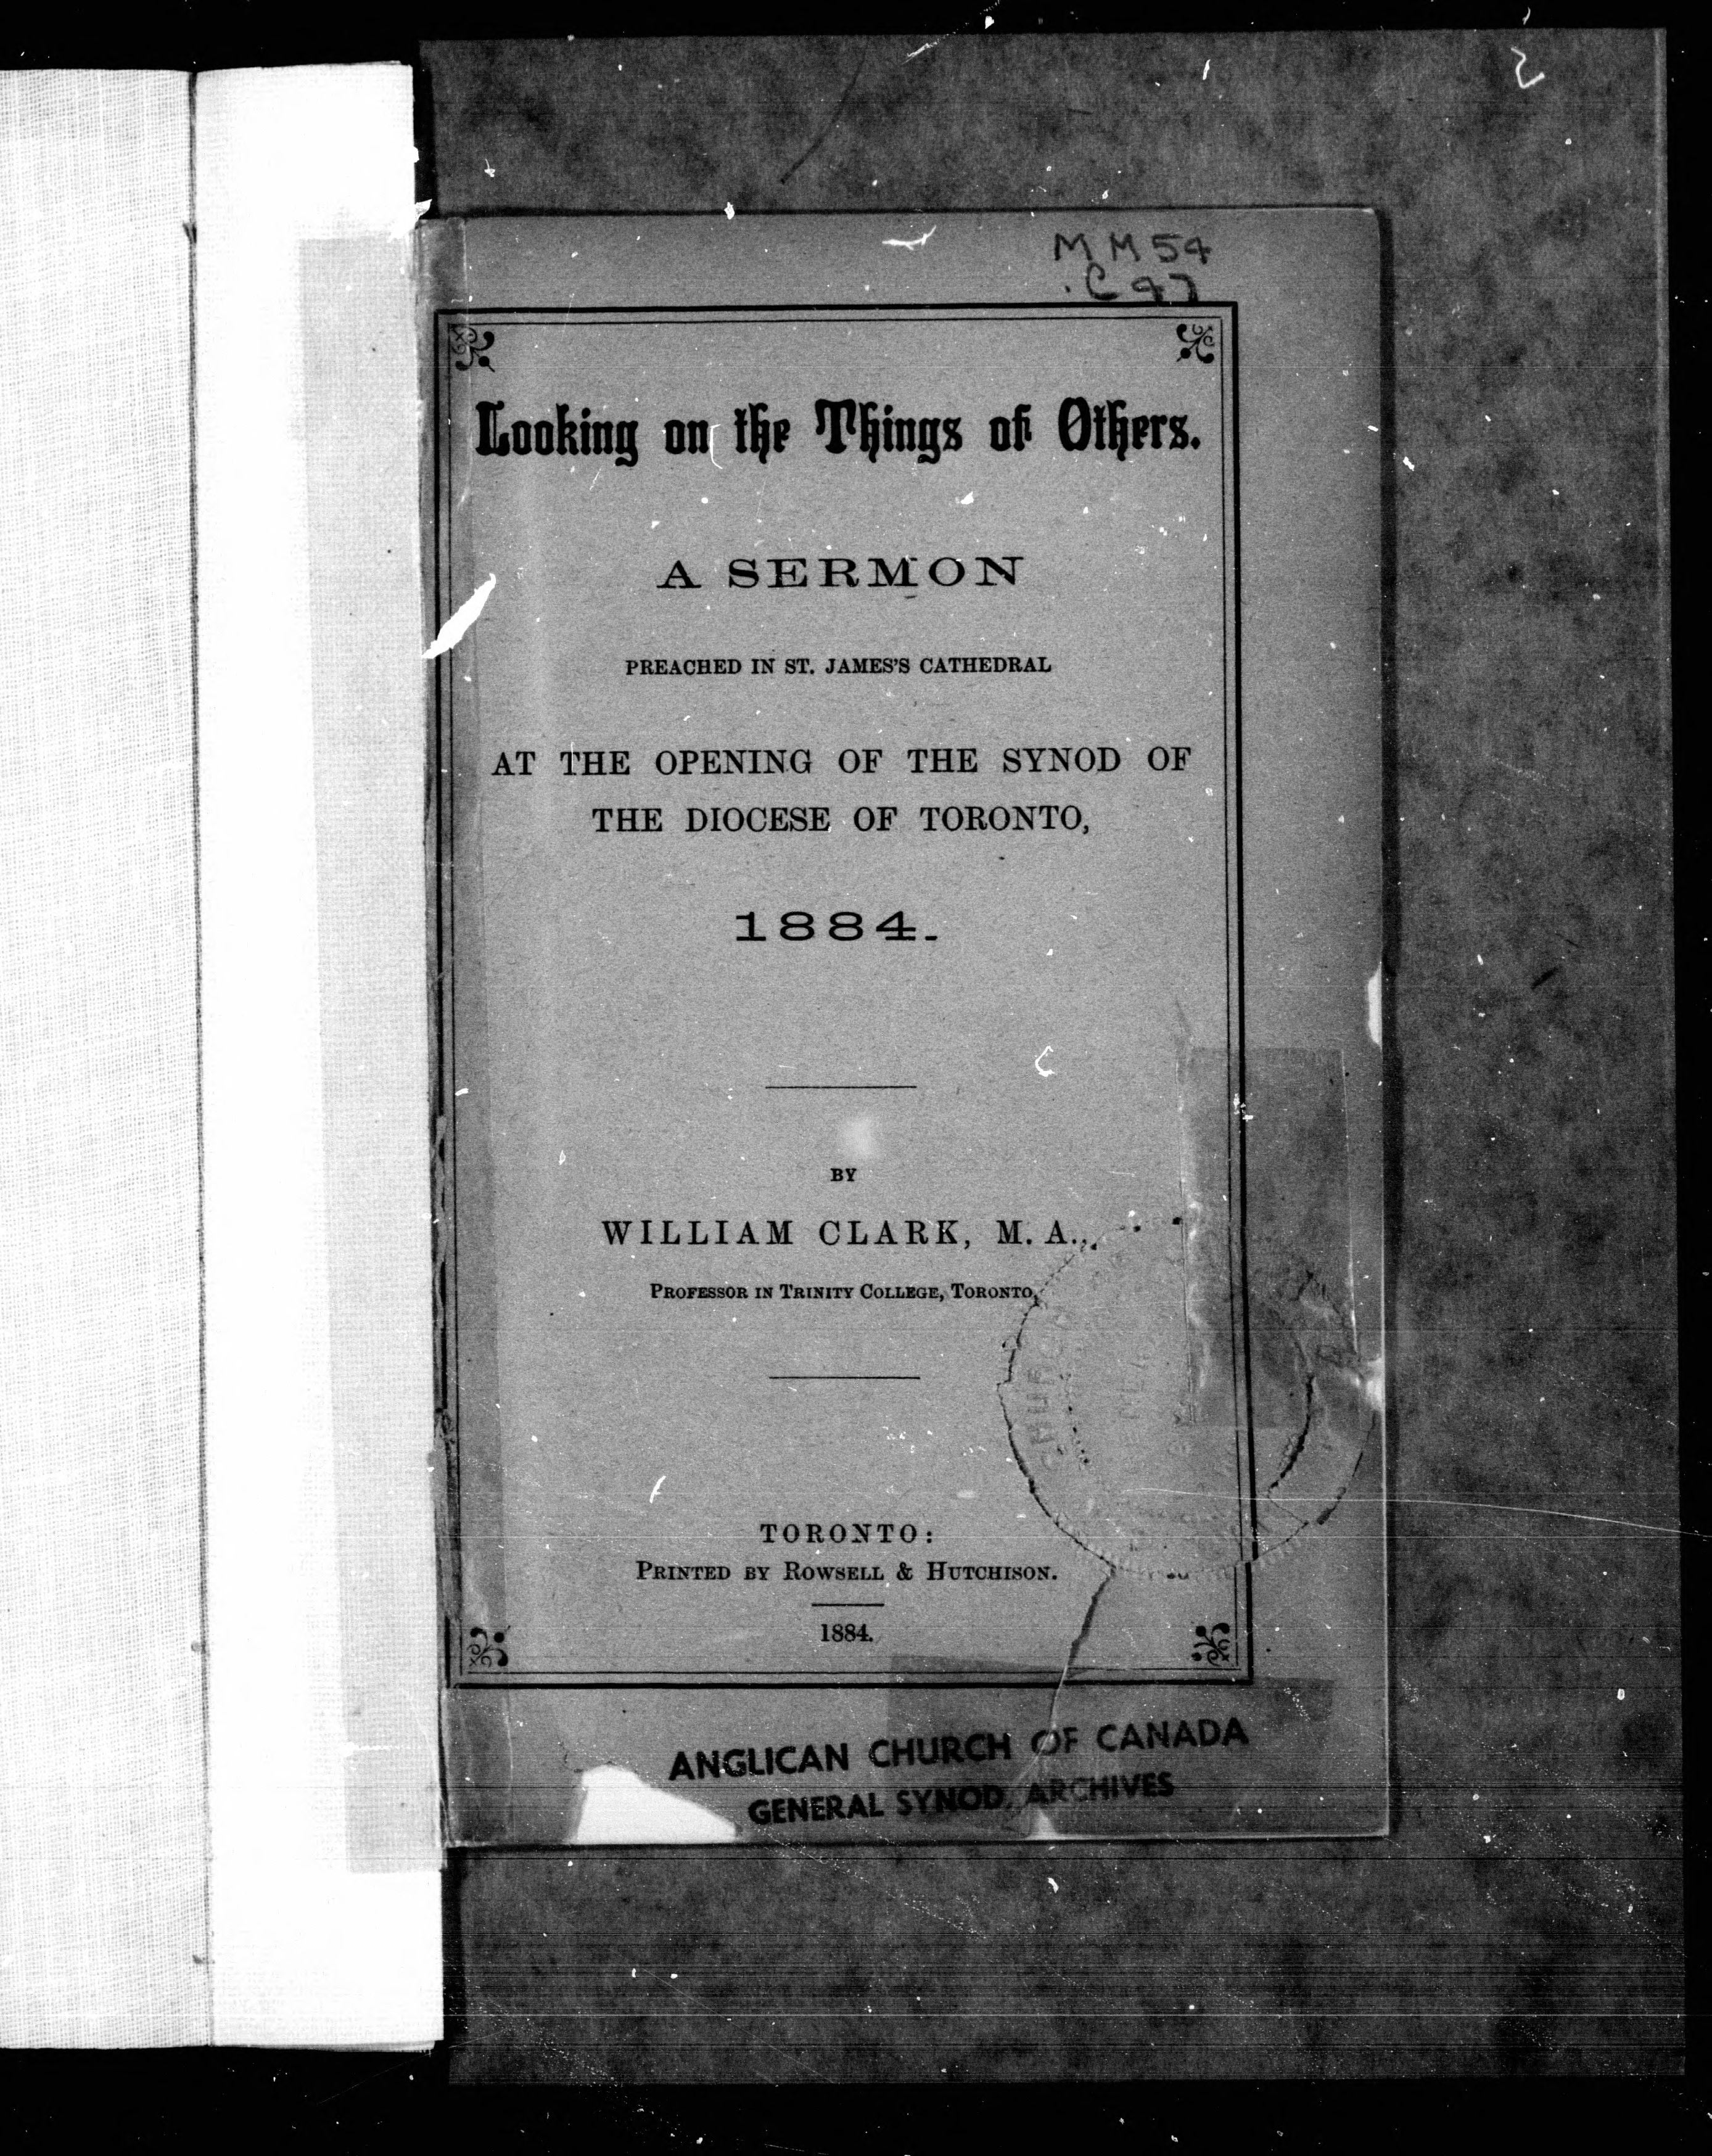 MM54
.C47
Looking on the Things of Others.
A SERMON
PREACHED IN ST. JAMES'S CATHEDRAL
AT THE OPENING OF THE SYNOD OF
THE DIOCESE OF TORONTO,
1884.
BY
WILLIAM CLARK, M. A.,
PROFESSOR IN TRINITY COLLEGE, TORONTO,
TORONTO:
PRINTED BY ROWSELL & HUTCHISON.
1884.
ANGLICAN CHURCH OF CANADA
GENERAL SYNOD ARCHIVES